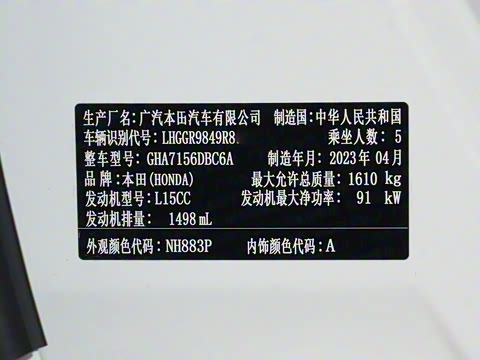 生产厂名:广汽本田汽车有限公司 制造国:中华人民共和国
车辆识别代号:LHGGR9849R8 乘坐人数: 5
整车型号: GHA7156DBC6A 制造年月:2023年04月
品 牌:本田(HONDA) 最大允许总质量:1610 kg
发动机型号:L15CC 发动机最大净功率: 91 kW
发动机排量: 1498mL
外观颜色代码:NH883P 内饰颜色代码:A